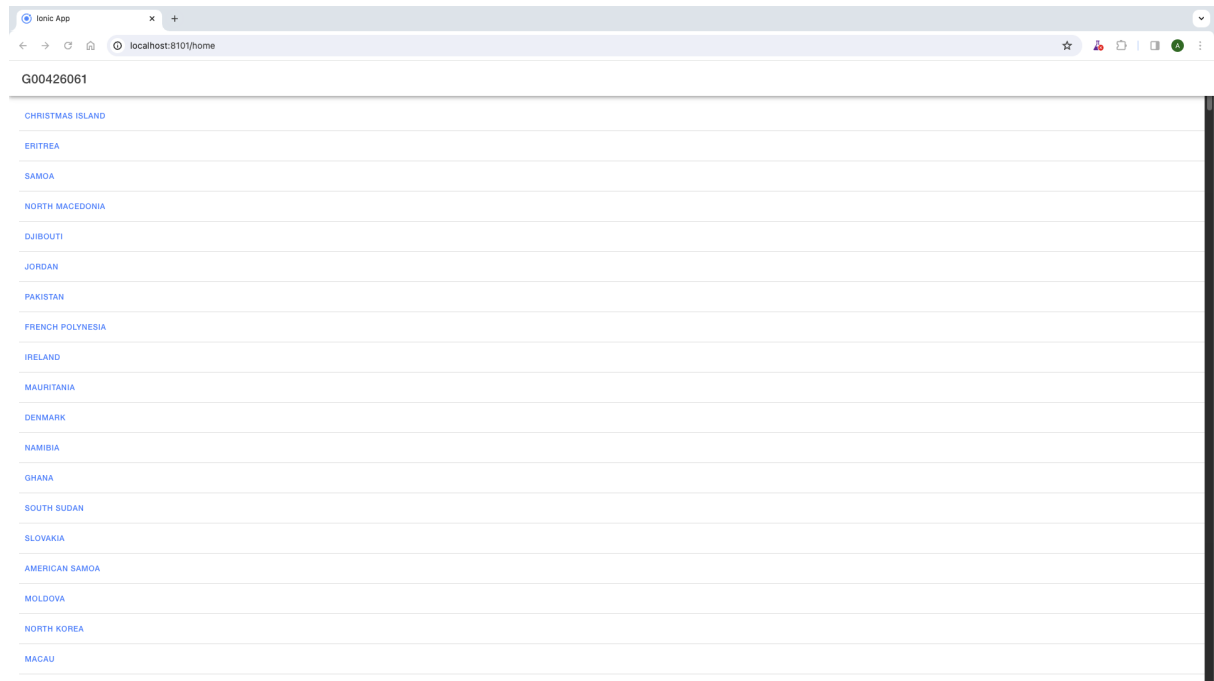 Ionic App
localhost:8101/home
A
G00426061
CHRISTMAS ISLAND
ERITREA
SAMOA
NORTH MACEDONIA
DJIBOUTI
JORDAN
PAKISTAN
FRENCH POLYNESIA
IRELAND
MAURITANIA
DENMARK
NAMIBIA
GHANA
SOUTH SUDAN
SLOVAKIA
AMERICAN SAMOA
MOLDOVA
NORTH KOREA
MACAU